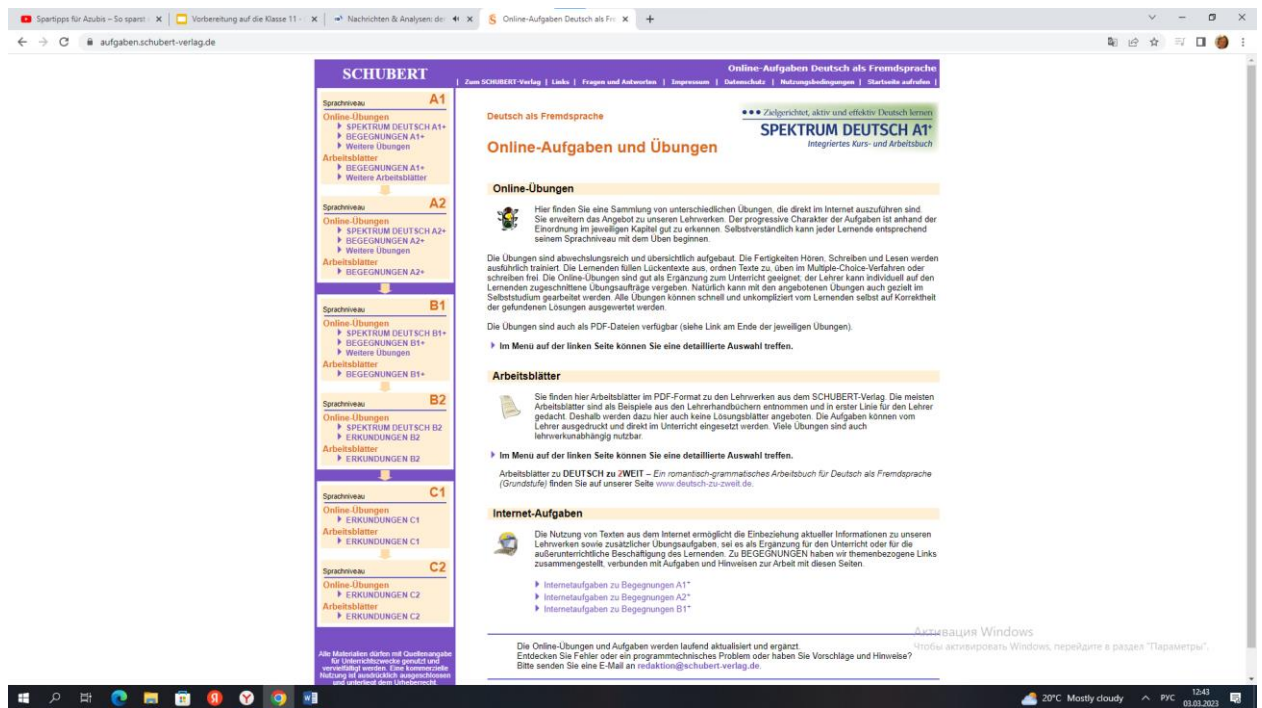 Spartipps für Azubis – So sparst
Vorbereitung auf die Klasse 11 -
Nachrichten & Analysen: der
Online-Aufgaben Deutsch als Fre
aufgaben.schubert-verlag.de
SCHUBERT
Online-Aufgaben Deutsch als Fremdsprache
| Zum SCHUBERT-Verlag | Links | Fragen und Antworten | Impressum | Datenschutz | Nutzungsbedingungen | Startseite aufrufen |
Sprachniveau A1
Online-Übungen
SPEKTRUM DEUTSCH A1+
BEGEGNUNGEN A1+
Weitere Übungen
Arbeitsblätter
BEGEGNUNGEN A1+
Weitere Arbeitsblätter
Sprachniveau A2
Online-Übungen
SPEKTRUM DEUTSCH A2+
BEGEGNUNGEN A2+
Weitere Übungen
Arbeitsblätter
BEGEGNUNGEN A2+
Sprachniveau B1
Online-Übungen
SPEKTRUM DEUTSCH B1+
BEGEGNUNGEN B1+
Weitere Übungen
Arbeitsblätter
BEGEGNUNGEN B1+
Sprachniveau B2
Online-Übungen
SPEKTRUM DEUTSCH B2
ERKUNDUNGEN B2
Arbeitsblätter
ERKUNDUNGEN B2
Sprachniveau C1
Online-Übungen
ERKUNDUNGEN C1
Arbeitsblätter
ERKUNDUNGEN C1
Sprachniveau C2
Online-Übungen
ERKUNDUNGEN C2
Arbeitsblätter
ERKUNDUNGEN C2
Alle Materialien dürfen mit Quellenangabe
für Unterrichtszwecke genutzt und
vervielfältigt werden. Eine kommerzielle
Nutzung ist ausdrücklich ausgeschlossen
und unterliegt dem Urheberrecht
Deutsch als Fremdsprache
Online-Aufgaben und Übungen
Zielgerichtet, aktiv und effektiv Deutsch lernen
SPEKTRUM DEUTSCH A1+
Integriertes Kurs- und Arbeitsbuch
Online-Übungen
Hier finden Sie eine Sammlung von unterschiedlichen Übungen, die direkt im Internet auszuführen sind.
Sie erweitern das Angebot zu unseren Lehrwerken. Der progressive Charakter der Aufgaben ist anhand der
Einordnung im jeweiligen Kapitel gut zu erkennen. Selbstverständlich kann jeder Lernende entsprechend
seinem Sprachniveau mit dem Üben beginnen.
Die Übungen sind abwechslungsreich und übersichtlich aufgebaut. Die Fertigkeiten Hören, Schreiben und Lesen werden
ausführlich trainiert. Die Lernenden füllen Lückentexte aus, ordnen Texte zu, üben im Multiple-Choice-Verfahren oder
schreiben frei. Die Online-Übungen sind gut als Ergänzung zum Unterricht geeignet; der Lehrer kann individuell auf den
Lernenden zugeschnittene Übungsaufträge vergeben. Natürlich kann mit den angebotenen Übungen auch gezielt im
Selbststudium gearbeitet werden. Alle Übungen können schnell und unkompliziert vom Lernenden selbst auf Korrektheit
der gefundenen Lösungen ausgewertet werden.
Die Übungen sind auch als PDF-Dateien verfügbar (siehe Link am Ende der jeweiligen Übungen).
Im Menü auf der linken Seite können Sie eine detaillierte Auswahl treffen.
Arbeitsblätter
Sie finden hier Arbeitsblätter im PDF-Format zu den Lehrwerken aus dem SCHUBERT-Verlag. Die meisten
Arbeitsblätter sind als Beispiele aus den Lehrerhandbüchern entnommen und in erster Linie für den Lehrer
gedacht. Deshalb werden dazu hier auch keine Lösungsblätter angeboten. Die Aufgaben können vom
Lehrer ausgedruckt und direkt im Unterricht eingesetzt werden. Viele Übungen sind auch
lehrwerkunabhängig nutzbar.
Im Menü auf der linken Seite können Sie eine detaillierte Auswahl treffen.
Arbeitsblätter zu DEUTSCH zu 2WEIT – Ein romantisch-grammatisches Arbeitsbuch für Deutsch als Fremdsprache
(Grundstufe) finden Sie auf unserer Seite www.deutsch-zu-zweit.de.
Internet-Aufgaben
Die Nutzung von Texten aus dem Internet ermöglicht die Einbeziehung aktueller Informationen zu unseren
Lehrwerken sowie zusätzlicher Übungsaufgaben, sei es als Ergänzung für den Unterricht oder für die
außerunterrichtliche Beschäftigung des Lernenden. Zu BEGEGNUNGEN haben wir themenbezogene Links
zusammengestellt, verbunden mit Aufgaben und Hinweisen zur Arbeit mit diesen Seiten.
Internetaufgaben zu Begegnungen A1+
Internetaufgaben zu Begegnungen A2+
Internetaufgaben zu Begegnungen B1+
Die Online-Übungen und Aufgaben werden laufend aktualisiert und ergänzt.
Entdecken Sie Fehler oder ein programmtechnisches Problem oder haben Sie Vorschläge und Hinweise?
Bitte senden Sie eine E-Mail an redaktion@schubert-verlag.de.
Активация Windows
Чтобы активировать Windows, перейдите в раздел "Параметры".
20°C Mostly cloudy
РУС
12:43
03.03.2023